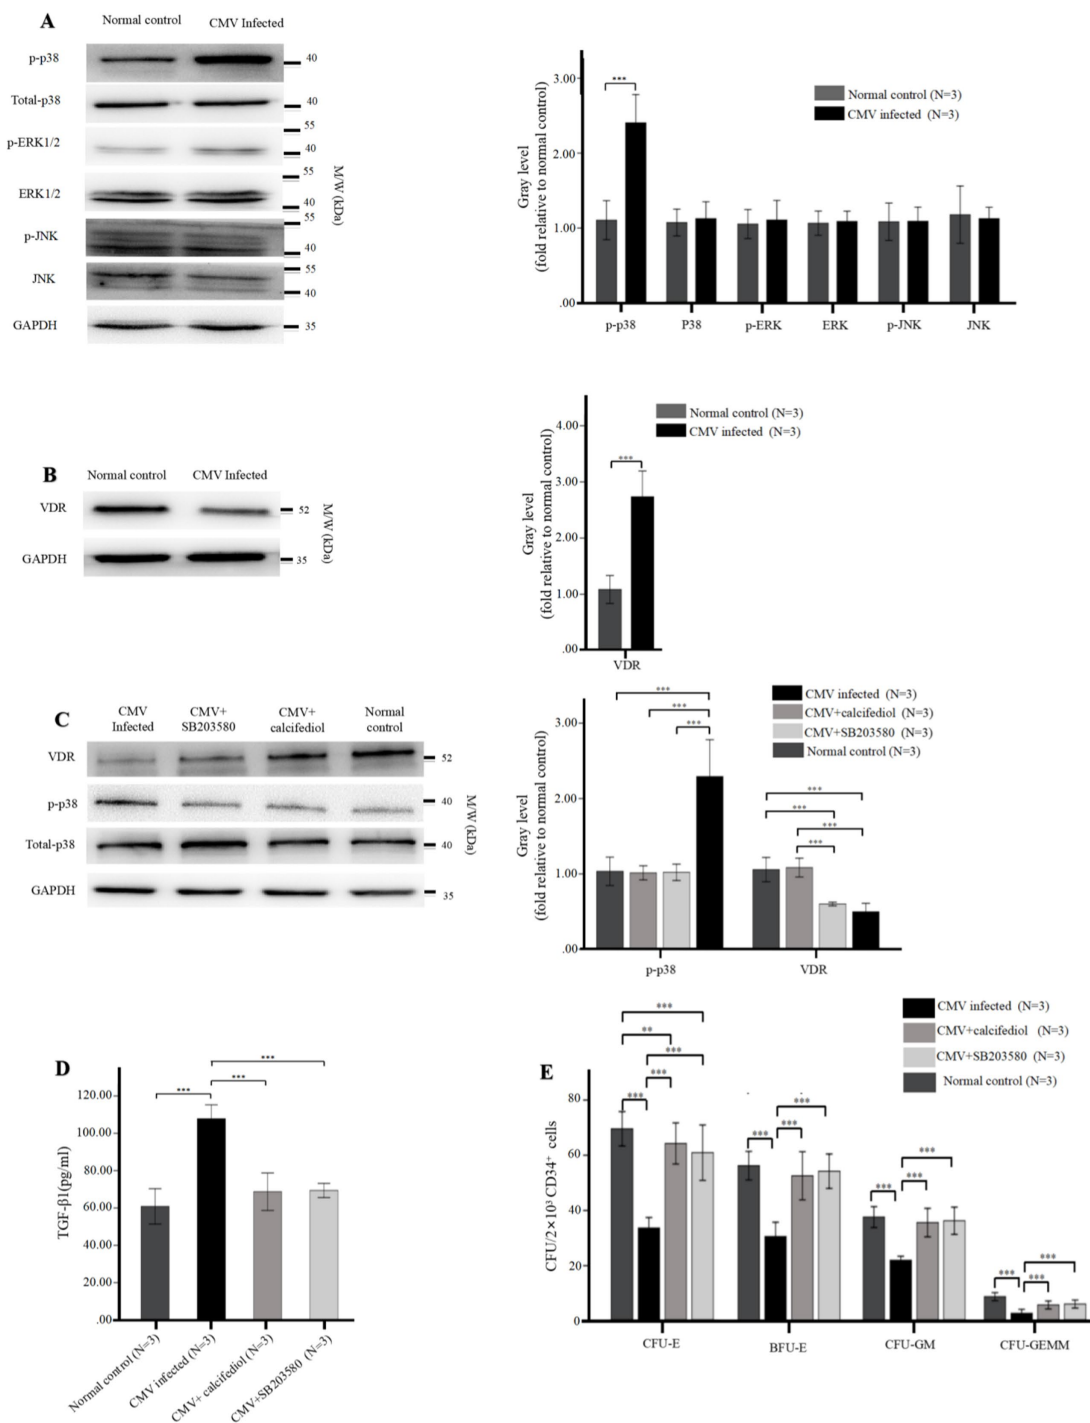 A
Normal control
CMV Infected
p-p38
40
Total-p38
40
55
p-ERK1/2
40
55
ERK1/2
40
55
p-JNK
40
55
JNK
40
GAPDH
35
M/W (kDa)
Gray level
(fold relative to normal control)
3.00
2.00
1.00
.00
***
Normal control (N=3)
CMV infected (N=3)
p-p38
P38
p-ERK
ERK
p-JNK
JNK
B
Normal control
CMV Infected
VDR
52
GAPDH
35
M/W (kDa)
Gray level
(fold relative to normal control)
4.00
3.00
2.00
1.00
.00
***
Normal control (N=3)
CMV infected (N=3)
VDR
C
CMV
Infected
CMV+
SB203580
CMV+
calcifediol
Normal
control
VDR
52
p-p38
40
Total-p38
40
GAPDH
35
M/W (kDa)
Gray level
(fold relative to normal control)
3.00
2.00
1.00
.00
***
***
***
***
***
***
***
CMV infected (N=3)
CMV+calcifediol (N=3)
CMV+SB203580 (N=3)
Normal control (N=3)
p-p38
VDR
D
TGF-β1(pg/ml)
120.00
100.00
80.00
60.00
40.00
20.00
.00
***
***
***
Normal control (N=3)
CMV infected (N=3)
CMV+ calcifediol (N=3)
CMV+SB203580 (N=3)
E
CFU/2×10³ CD34⁺ cells
80
60
40
20
0
***
**
***
***
***
***
***
***
***
***
***
***
***
***
CMV infected (N=3)
CMV+calcifediol (N=3)
CMV+SB203580 (N=3)
Normal control (N=3)
CFU-E
BFU-E
CFU-GM
CFU-GEMM